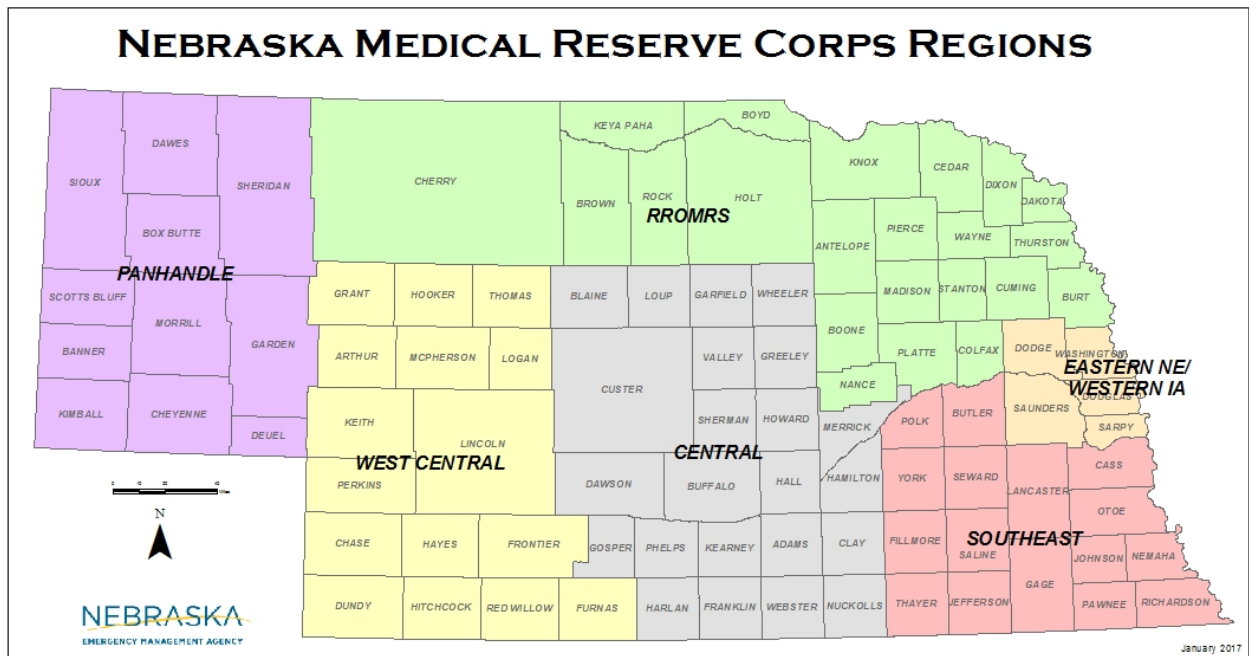 NEBRASKA MEDICAL RESERVE CORPS REGIONS
BOYD
KEYA PAHA
SIOUX
DAWES
SHERIDAN
CHERRY
BROWN
ROCK
HOLT
KNOX
CEDAR
DIXON
DAKOTA
RROMRS
BOX BUTTE
ANTELOPE
PIERCE
WAYNE
THURSTON
PANHANDLE
SCOTTS BLUFF
MORRILL
GRANT
HOOKER
THOMAS
BLAINE
LOUP
GARFIELD
WHEELER
MADISON
STANTON
CUMING
BURT
BANNER
GARDEN
ARTHUR
MCPHERSON
LOGAN
CUSTER
VALLEY
GREELEY
BOONE
PLATTE
COLFAX
DODGE
WASHINGTON
EASTERN NE/
WESTERN IA
DOUGLAS
KIMBALL
CHEYENNE
DEUEL
KEITH
LINCOLN
SHERMAN
HOWARD
NANCE
MERRICK
POLK
BUTLER
SAUNDERS
SARPY
WEST CENTRAL
CENTRAL
PERKINS
DAWSON
BUFFALO
HALL
HAMILTON
YORK
SEWARD
LANCASTER
CASS
OTOE
CHASE
HAYES
FRONTIER
GOSPER
PHELPS
KEARNEY
ADAMS
CLAY
FILLMORE
SALINE
SOUTHEAST
JOHNSON
NEMAHA
DUNDY
HITCHCOCK
RED WILLOW
FURNAS
HARLAN
FRANKLIN
WEBSTER
NUCKOLLS
THAYER
JEFFERSON
GAGE
PAWNEE
RICHARDSON
N
NEBRASKA
EMERGENCY MANAGEMENT AGENCY
January 2017